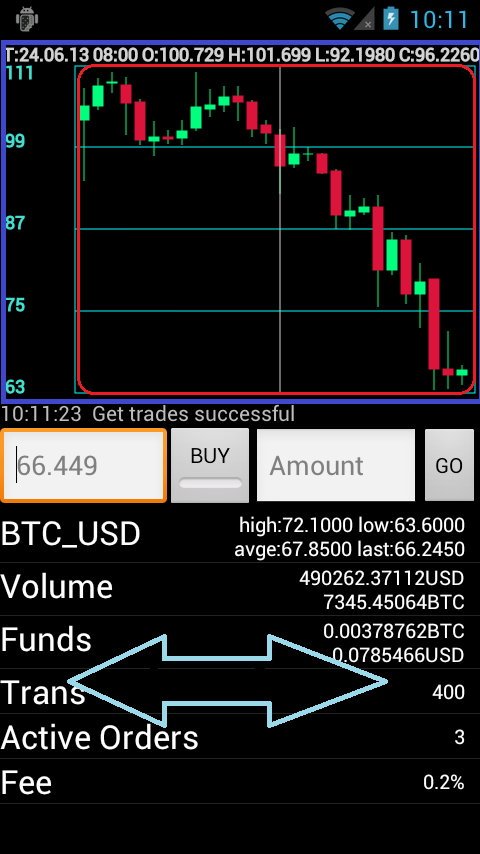 10:11
T:24.06.13 08:00 O:100.729 H:101.699 L:92.1980 C:96.2260
111
99
87
75
63
10:11:23 Get trades successful
66.449 BUY Amount GO
BTC_USD high:72.1000 low:63.6000
avge:67.8500 last:66.2450
Volume 490262.37112USD
7345.45064BTC
Funds 0.00378762BTC
0.0785466USD
Trans 400
Active Orders 3
Fee 0.2%